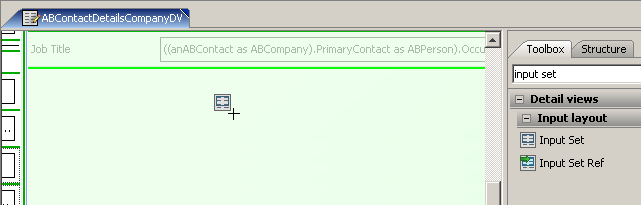 ABContactDetailsCompanyDV
Job Title
((anABContact as ABCompany).PrimaryContact as ABPerson).Occu
Toolbox
Structure
input set
Detail views
Input layout
Input Set
Input Set Ref